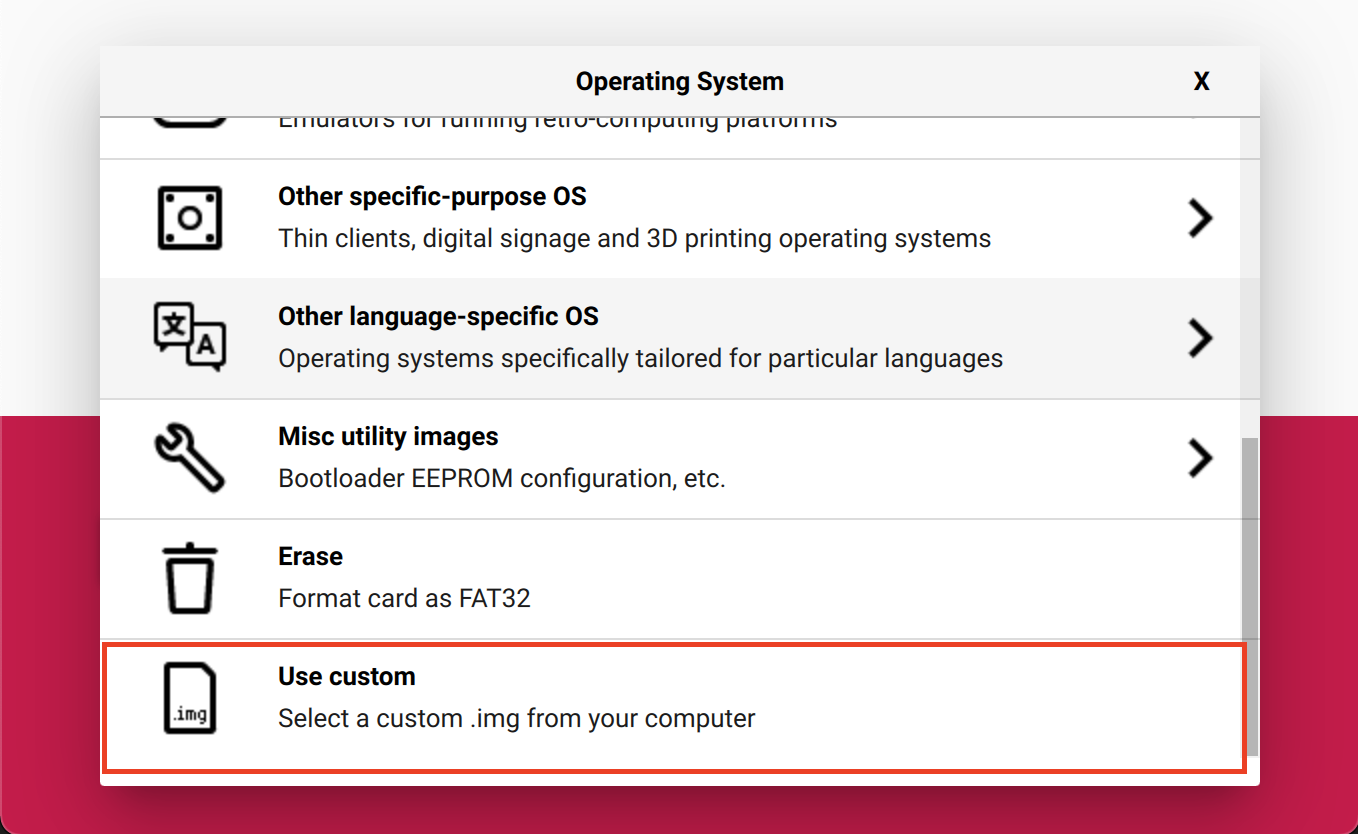 Operating System
X
Emulators for running retro-computing platforms
Other specific-purpose OS
Thin clients, digital signage and 3D printing operating systems
文
A
Other language-specific OS
Operating systems specifically tailored for particular languages
Misc utility images
Bootloader EEPROM configuration, etc.
Erase
Format card as FAT32
.img
Use custom
Select a custom .img from your computer